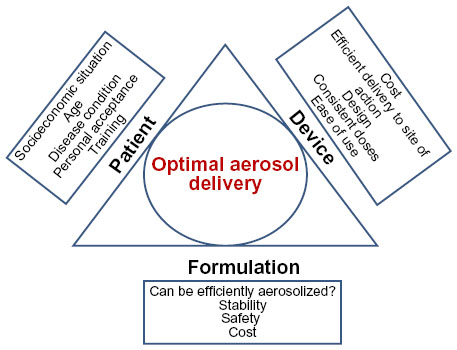 Socioeconomic situation
Age
Disease condition
Personal acceptance
Training
Patient
Cost
Efficient delivery to site of
action
Design
Consistent doses
Ease of use
Device
Optimal aerosol
delivery
Formulation
Can be efficiently aerosolized?
Stability
Safety
Cost